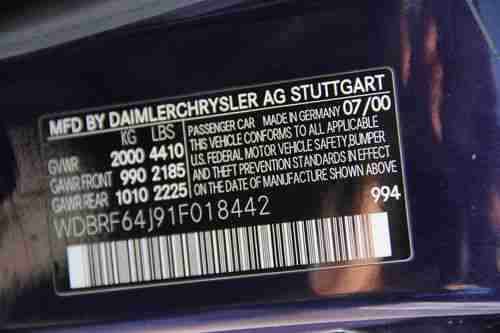 MFD BY DAIMLERCHRYSLER AG STUTTGART
KG LBS
GVWR 2000 4410
GAWR FRONT 990 2185
GAWR REAR 1010 2225
PASSENGER CAR MADE IN GERMANY 07/00
THIS VEHICLE CONFORMS TO ALL APPLICABLE
U.S. FEDERAL MOTOR VEHICLE SAFETY, BUMPER
AND THEFT PREVENTION STANDARDS IN EFFECT
ON THE DATE OF MANUFACTURE SHOWN ABOVE
WDBRF64J91F018442
994